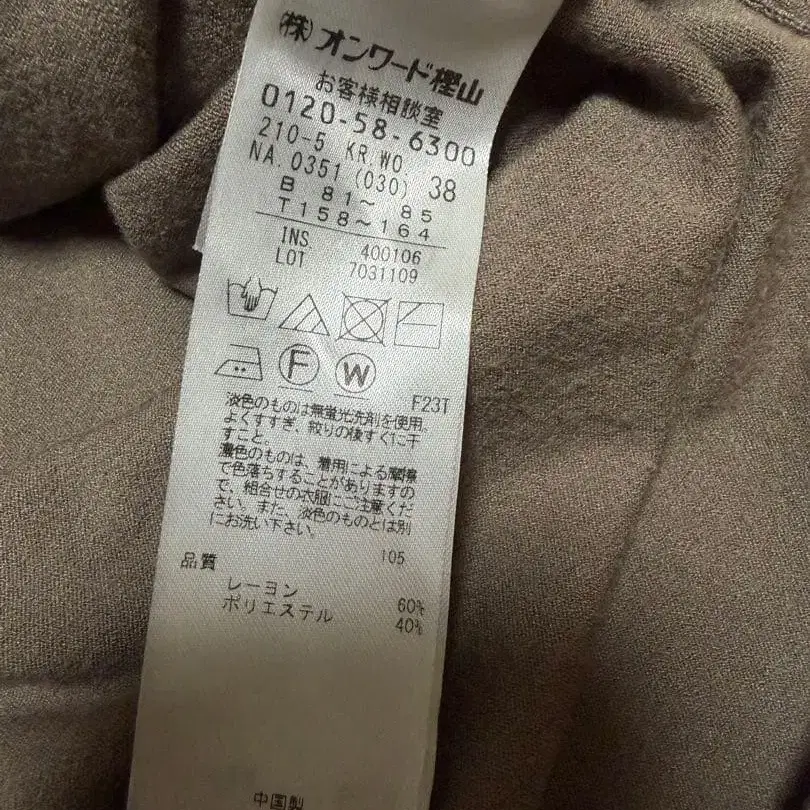 (株)オンワード樫山
お客様相談室
0120-58-6300
210-5 KR.WO.
NA.0351 (030) 38
B 81〜 85
T158〜164
INS 400106
LOT 7031109
F W
F23T
淡色のものは無蛍光洗剤を使用。
よくすすぎ、絞りの後すぐに干
すこと。
濃色のものは、着用による摩擦
で色落ちすることがありますの
で、組合せの衣服にご注意くだ
さい。また、淡色のものとは別
にお洗い下さい。
品質 105
レーヨン 60%
ポリエステル 40%
中国製